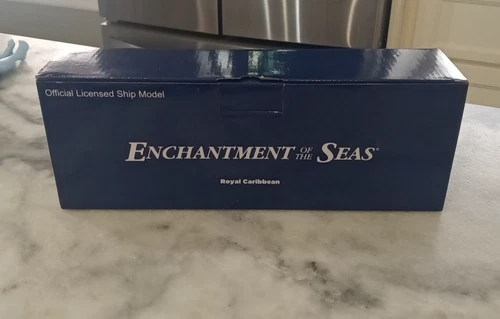 Official Licensed Ship Model
ENCHANTMENT OF THE SEAS®
Royal Caribbean